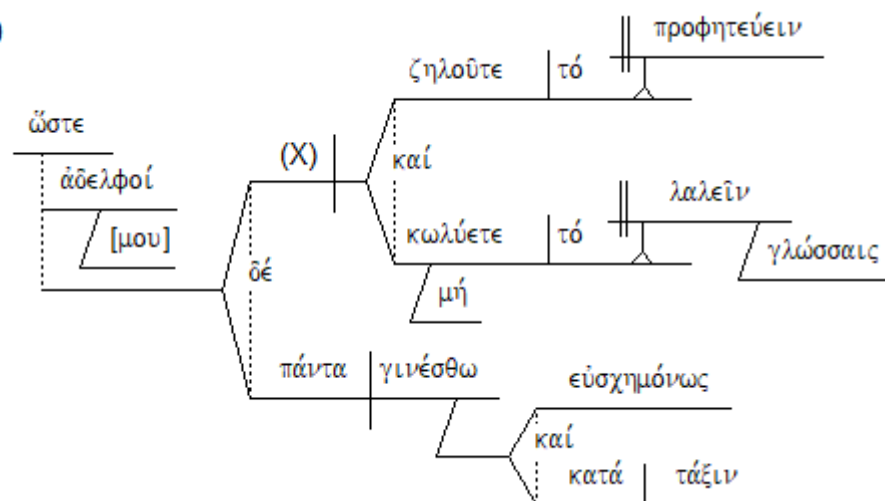 )
προφητεύειν
ζηλοῦτε τό
ὥστε
(X) καί
ἀδελφοί
λαλεῖν
[μου]
κωλύετε τό
γλώσσαις
δέ
μή
πάντα γινέσθω
εὐσχημόνως
καί
κατά τάξιν